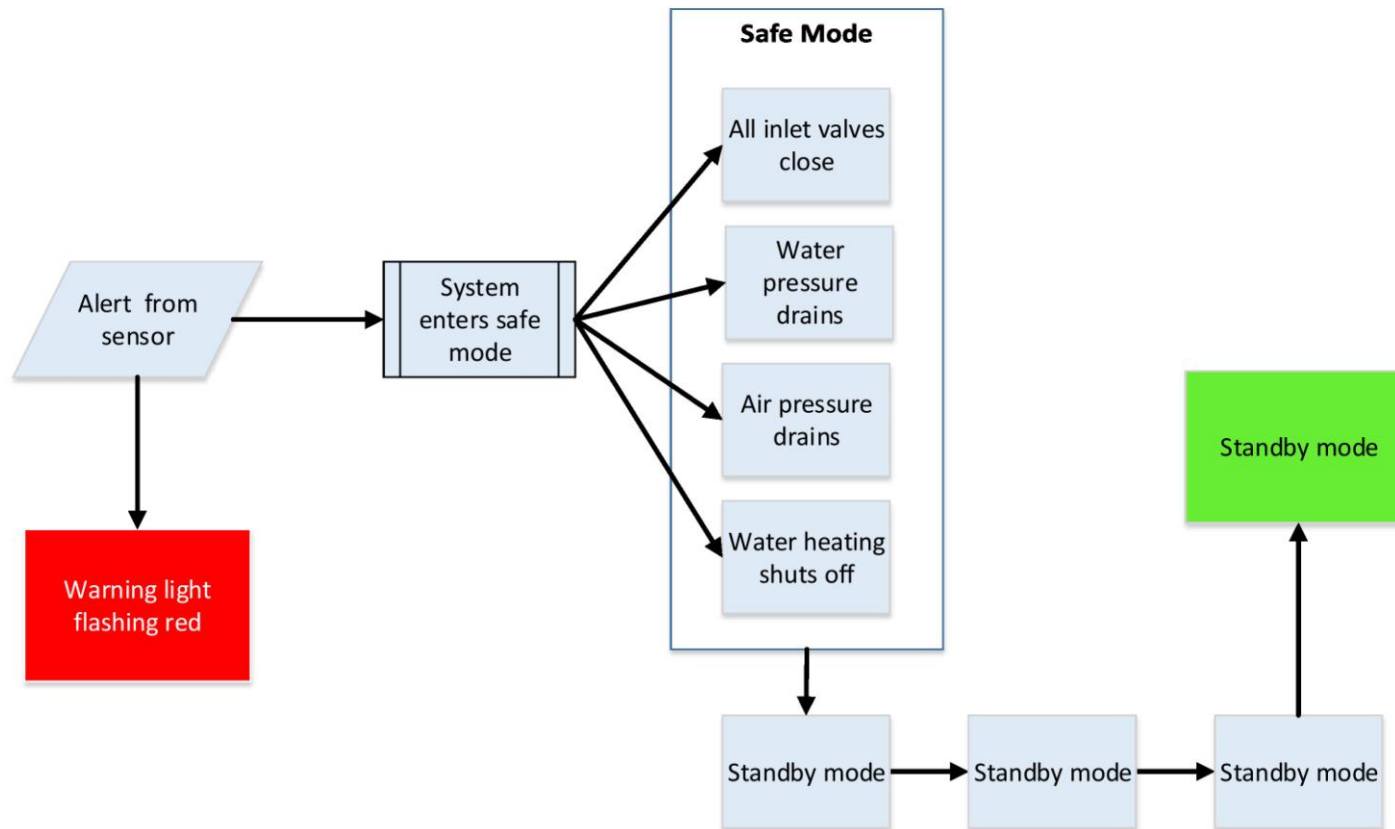 Safe Mode
All inlet valves
close
Water
pressure
drains
Alert from
sensor
System
enters safe
mode
Air pressure
drains
Standby mode
Water heating
shuts off
Warning light
flashing red
Standby mode
Standby mode
Standby mode